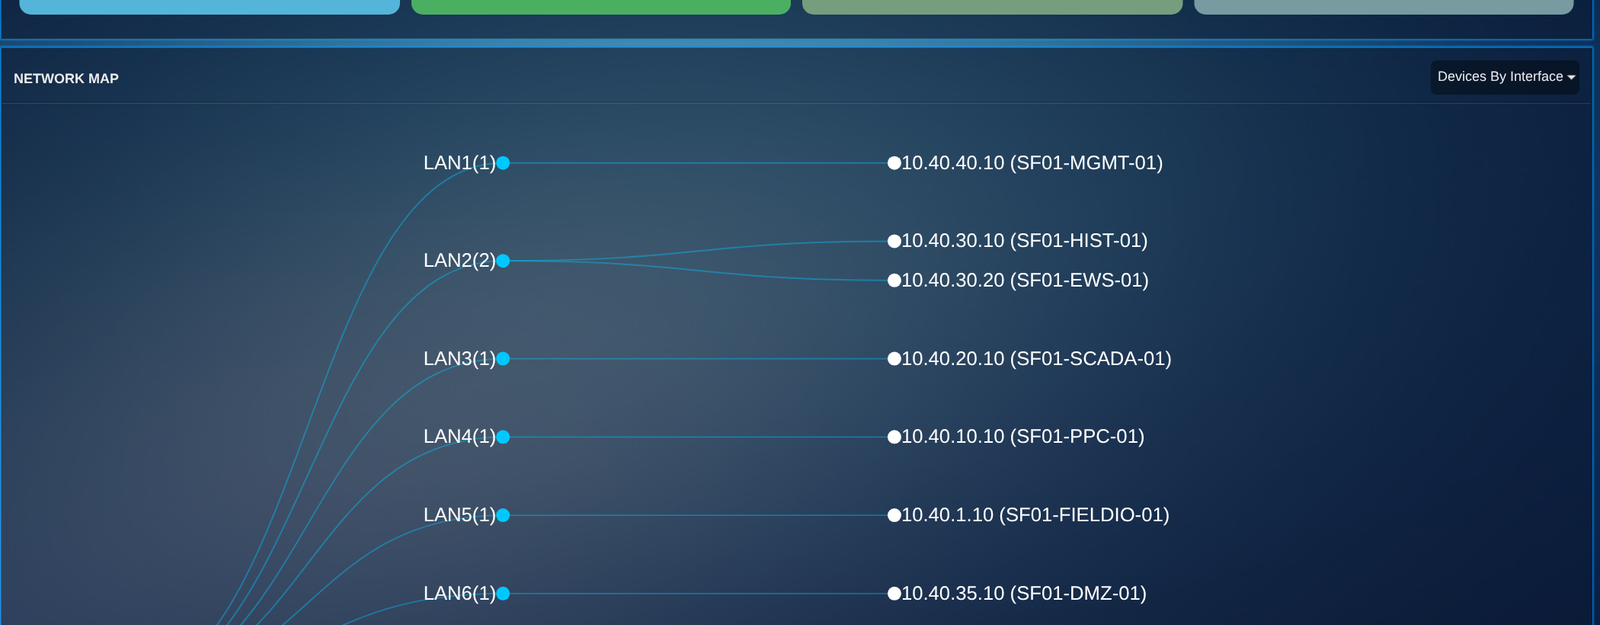 NETWORK MAP
Devices By Interface
LAN1(1) 10.40.40.10 (SF01-MGMT-01)
10.40.30.10 (SF01-HIST-01)
LAN2(2)
10.40.30.20 (SF01-EWS-01)
LAN3(1) 10.40.20.10 (SF01-SCADA-01)
LAN4(1) 10.40.10.10 (SF01-PPC-01)
LAN5(1) 10.40.1.10 (SF01-FIELDIO-01)
LAN6(1) 10.40.35.10 (SF01-DMZ-01)